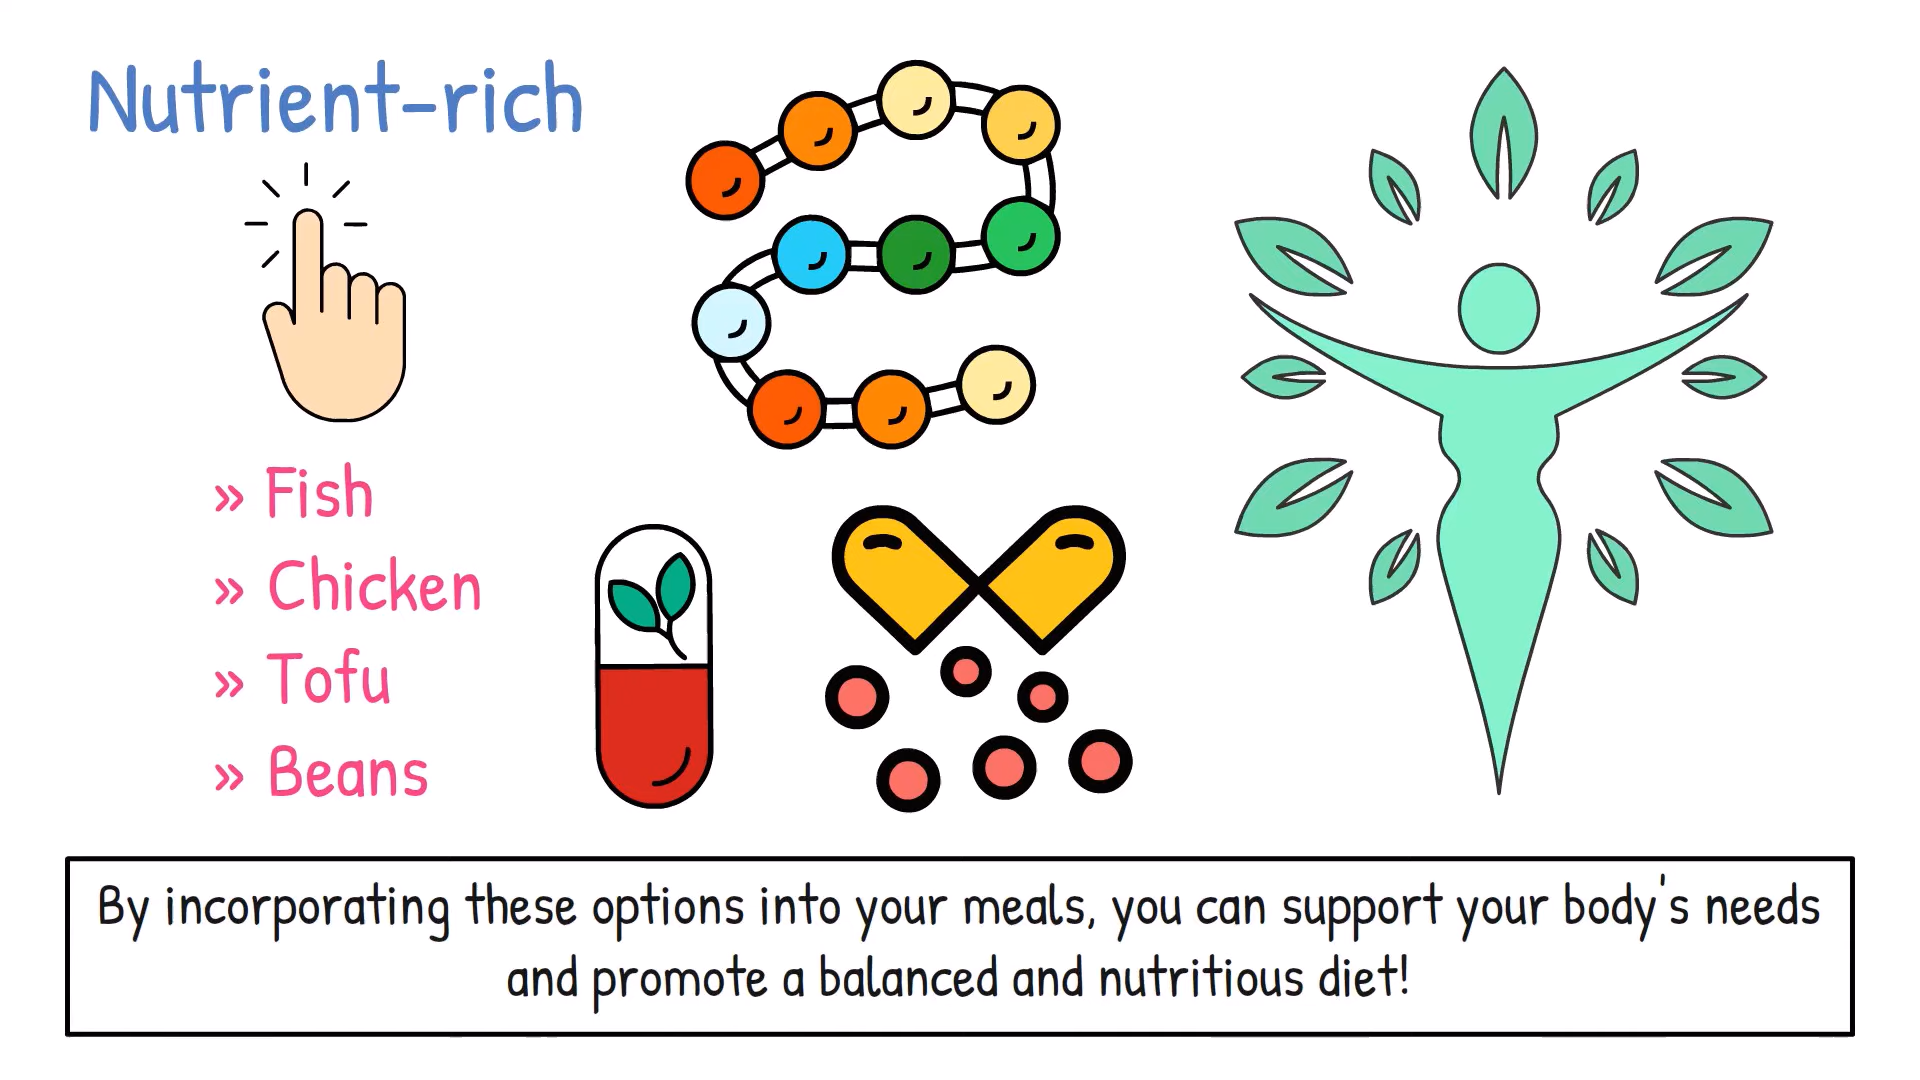 Nutrient-rich
» Fish
» Chicken
» Tofu
» Beans
By incorporating these options into your meals, you can support your body's needs
and promote a balanced and nutritious diet!